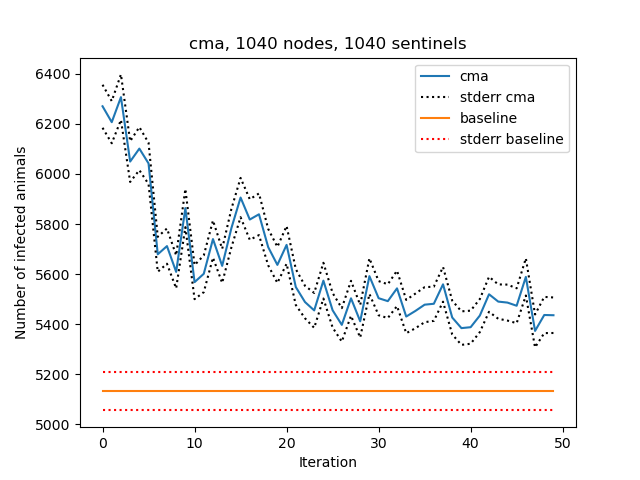 cma, 1040 nodes, 1040 sentinels
cma
stderr cma
baseline
stderr baseline
Number of infected animals
6400
6200
6000
5800
5600
5400
5200
5000
0 10 20 30 40 50
Iteration